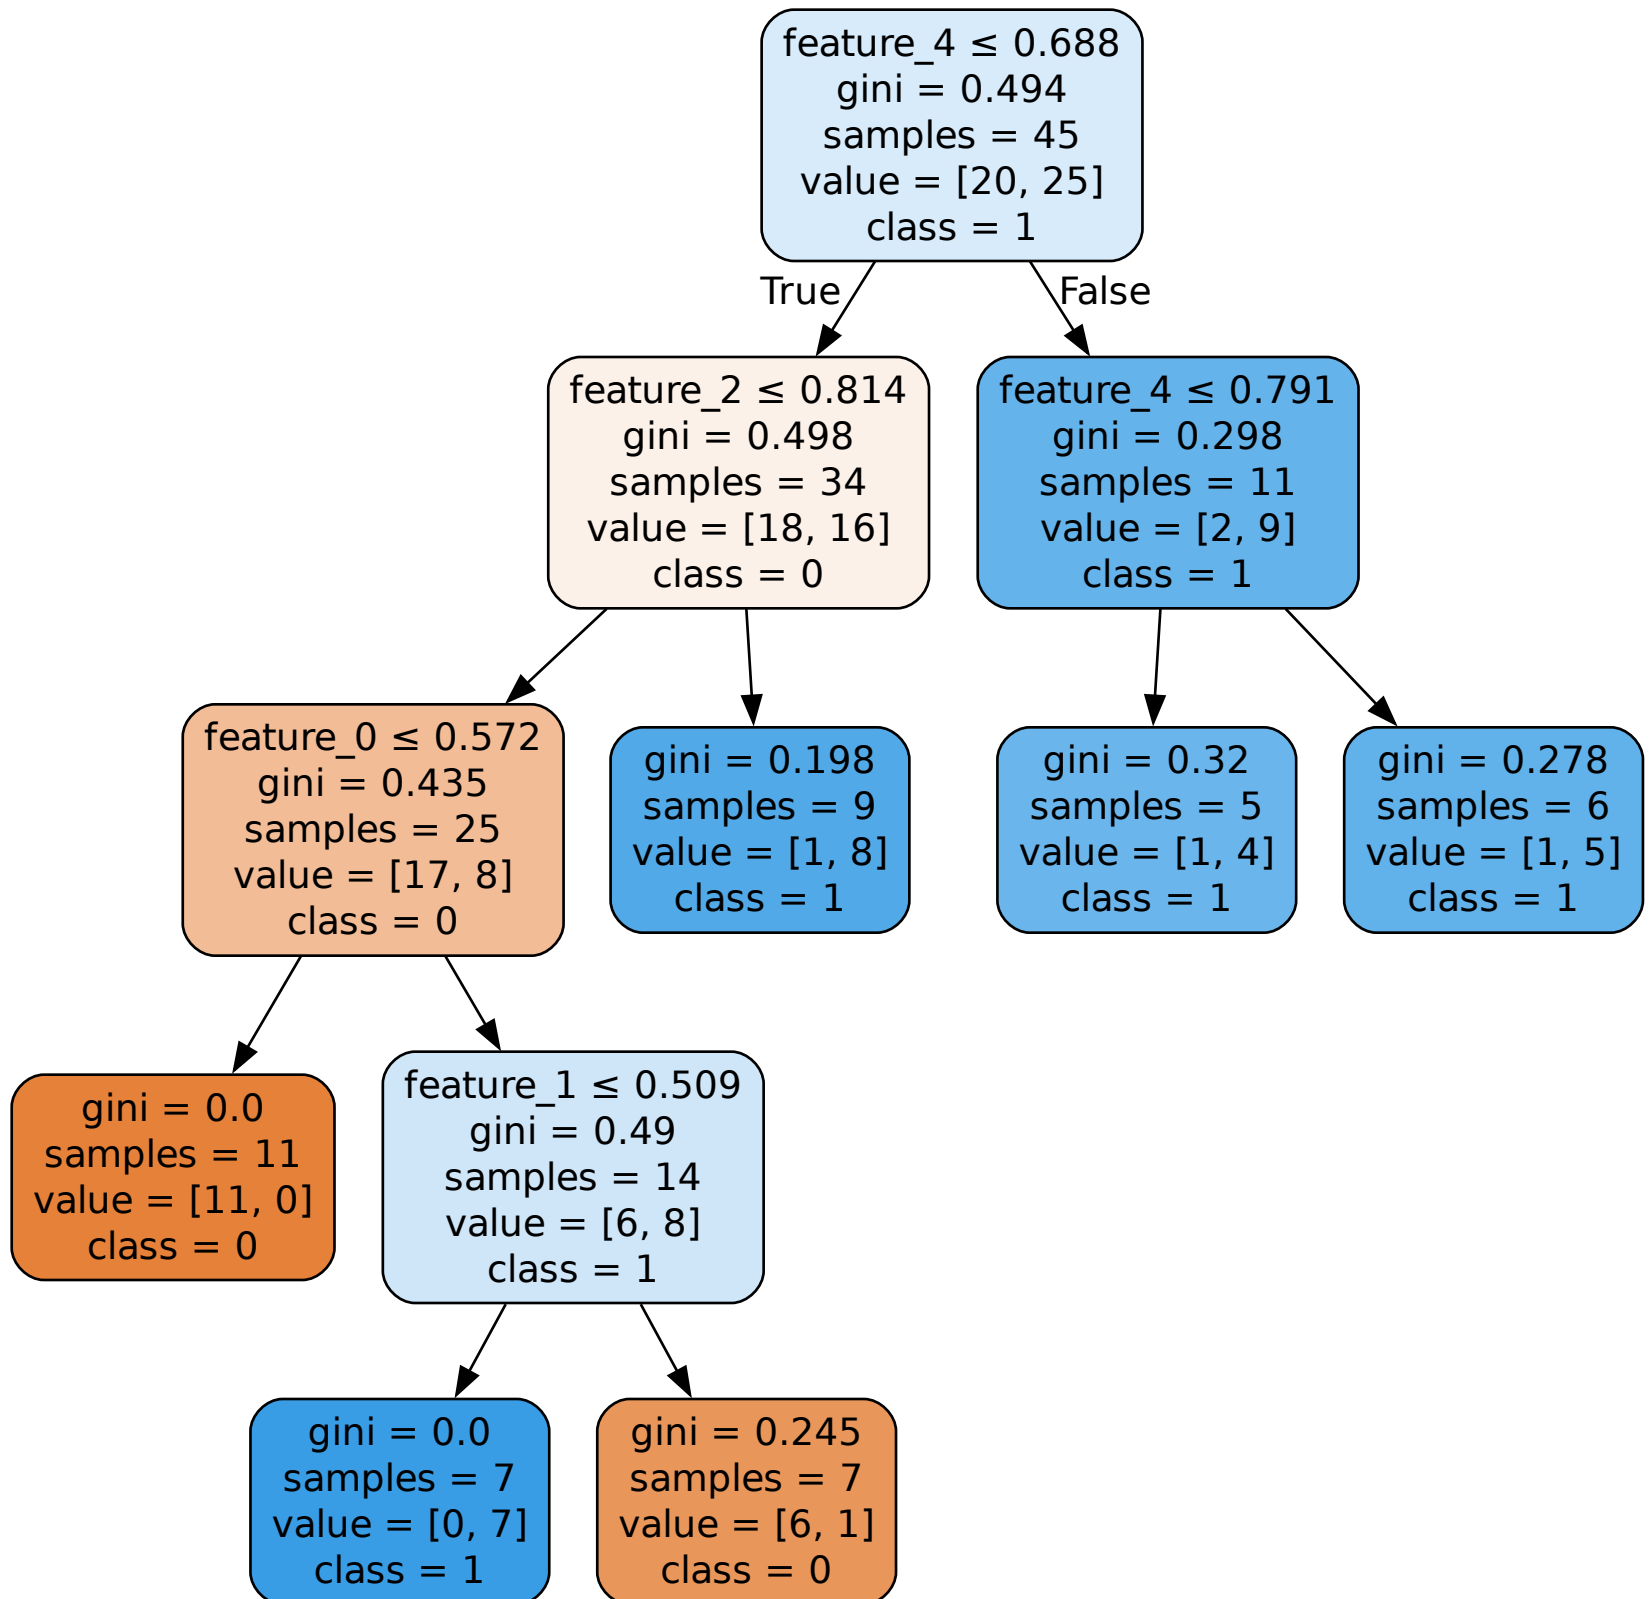 feature_4 ≤ 0.688
gini = 0.494
samples = 45
value = [20, 25]
class = 1
True
False
feature_2 ≤ 0.814
gini = 0.498
samples = 34
value = [18, 16]
class = 0
feature_4 ≤ 0.791
gini = 0.298
samples = 11
value = [2, 9]
class = 1
feature_0 ≤ 0.572
gini = 0.435
samples = 25
value = [17, 8]
class = 0
gini = 0.198
samples = 9
value = [1, 8]
class = 1
gini = 0.32
samples = 5
value = [1, 4]
class = 1
gini = 0.278
samples = 6
value = [1, 5]
class = 1
gini = 0.0
samples = 11
value = [11, 0]
class = 0
feature_1 ≤ 0.509
gini = 0.49
samples = 14
value = [6, 8]
class = 1
gini = 0.0
samples = 7
value = [0, 7]
class = 1
gini = 0.245
samples = 7
value = [6, 1]
class = 0